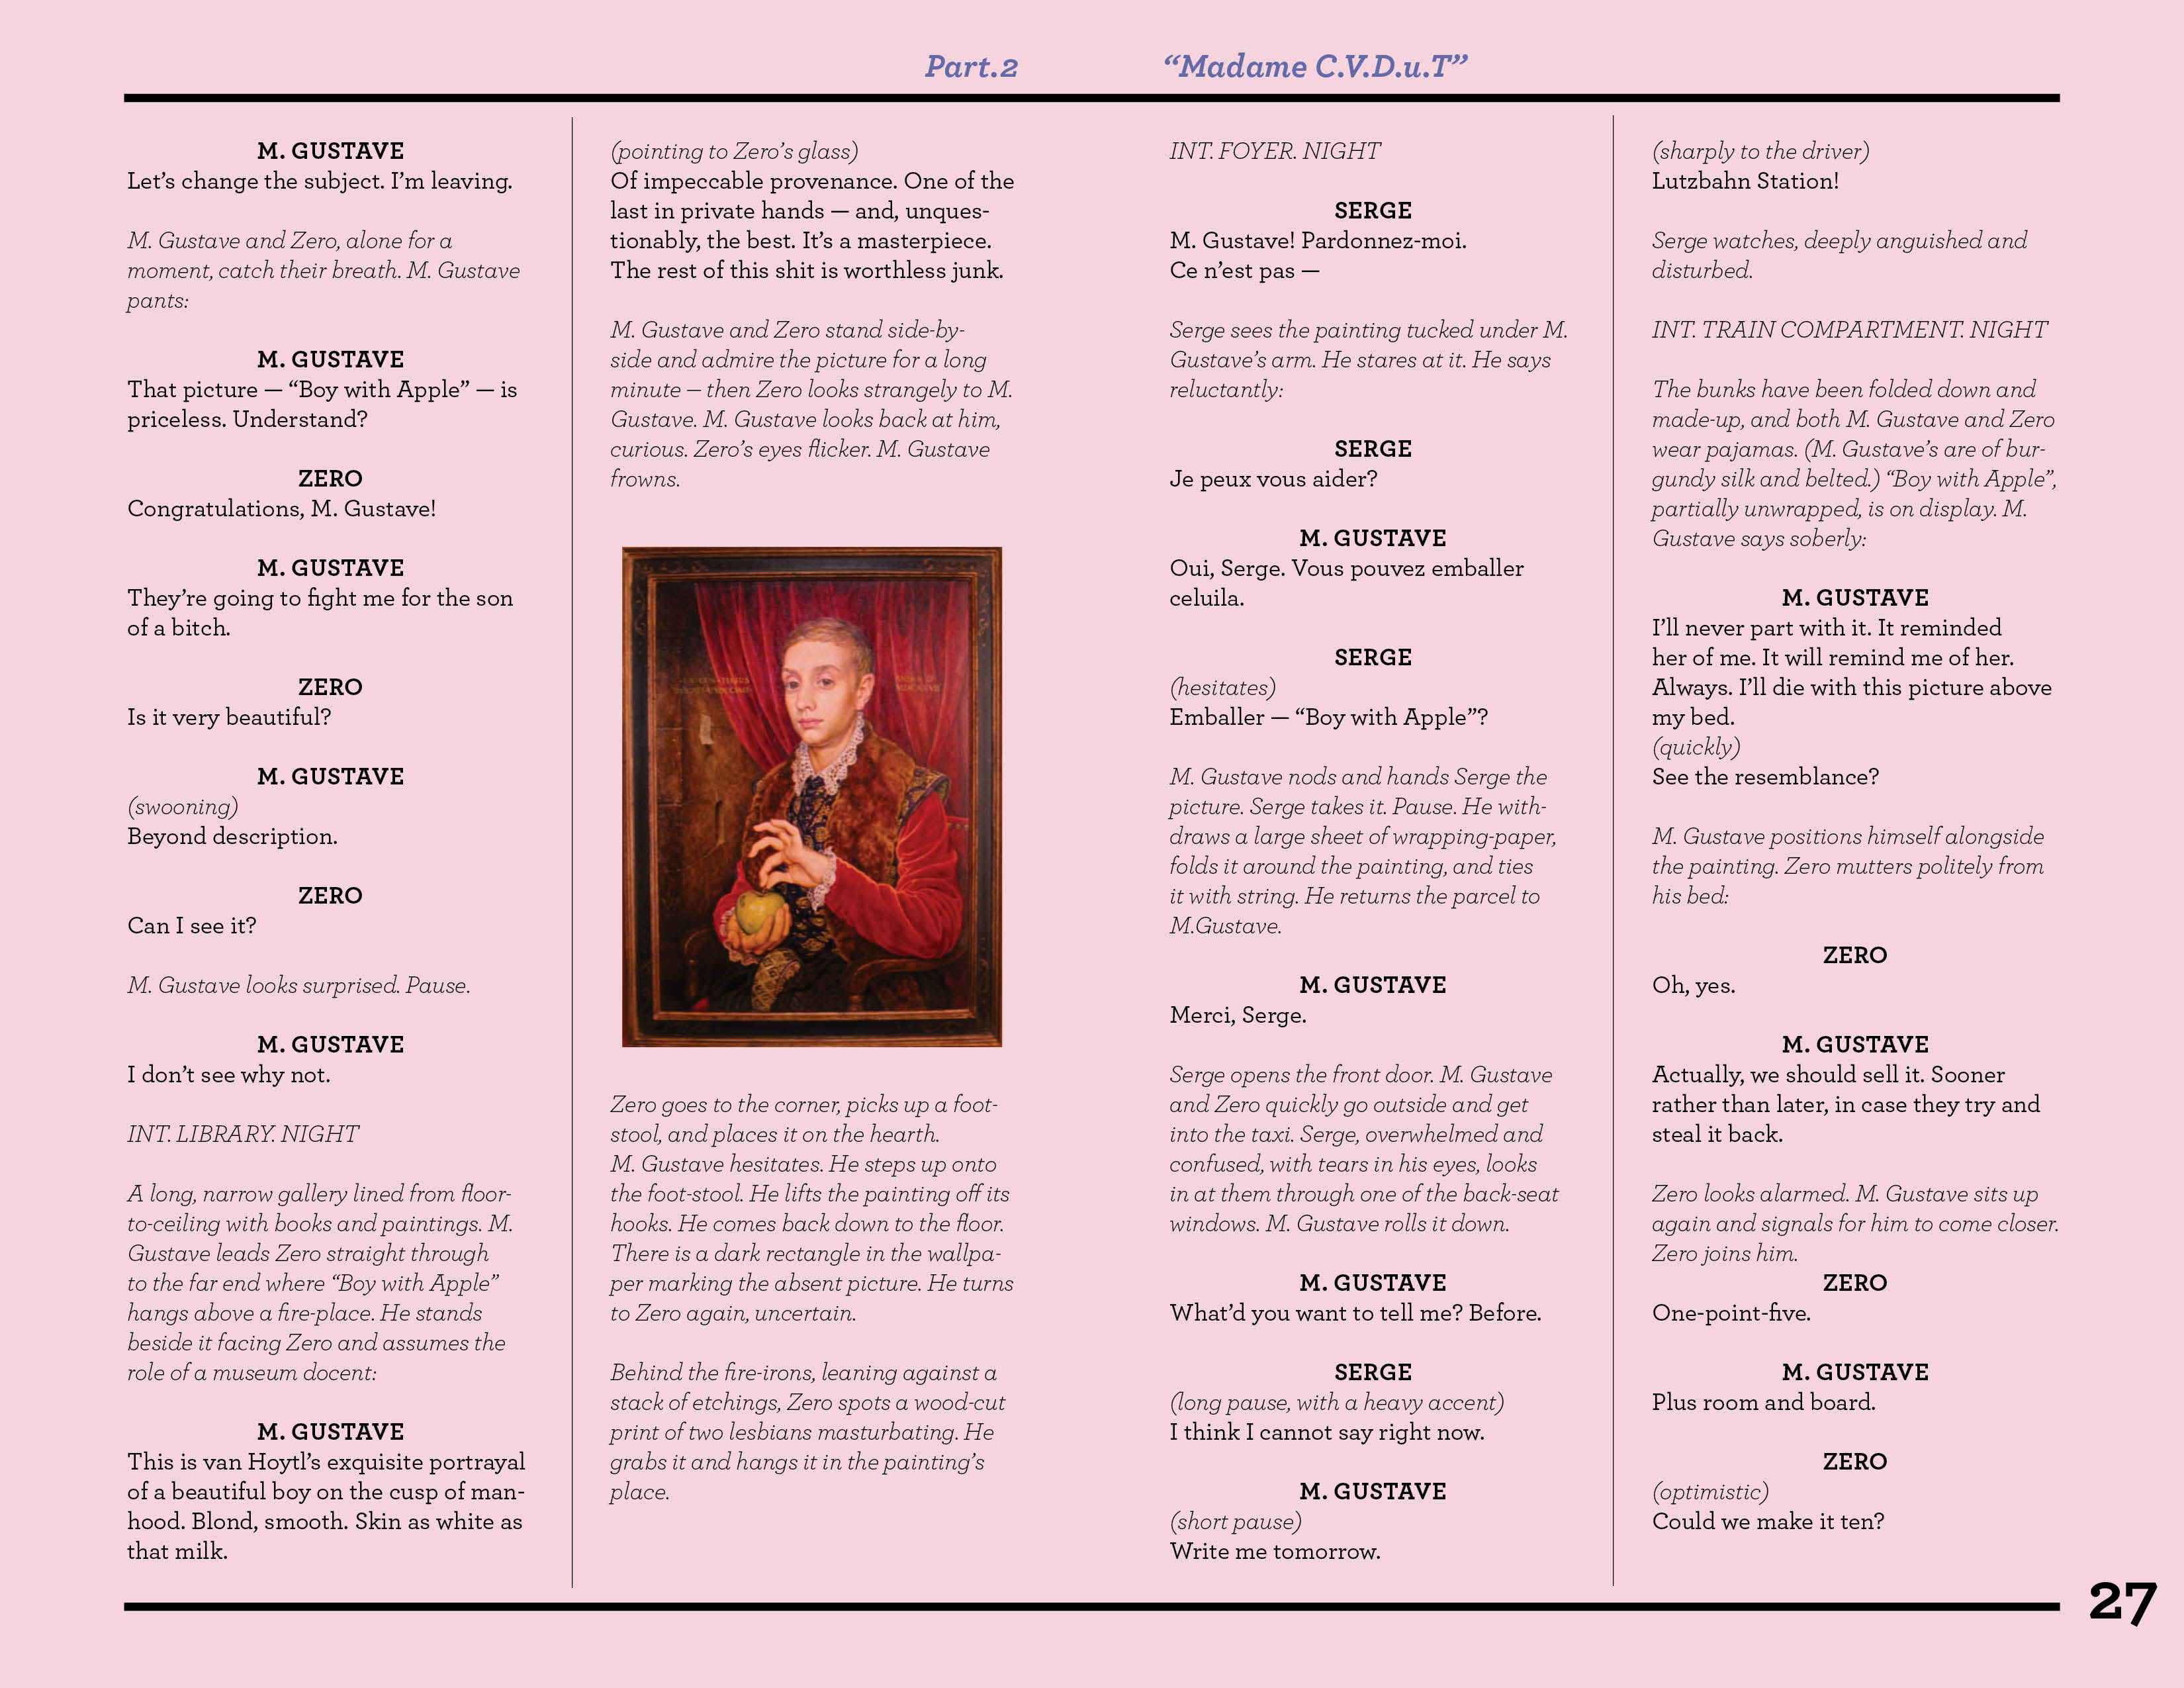 Part.2
“Madame C.V.D.u.T”
M. GUSTAVE
Let’s change the subject. I’m leaving.
M. Gustave and Zero, alone for a
moment, catch their breath. M. Gustave
pants:
M. GUSTAVE
That picture — “Boy with Apple” — is
priceless. Understand?
ZERO
Congratulations, M. Gustave!
M. GUSTAVE
They’re going to fight me for the son
of a bitch.
ZERO
Is it very beautiful?
M. GUSTAVE
(swooning)
Beyond description.
ZERO
Can I see it?
M. Gustave looks surprised. Pause.
M. GUSTAVE
I don’t see why not.
INT. LIBRARY. NIGHT
A long, narrow gallery lined from floor-
to-ceiling with books and paintings. M.
Gustave leads Zero straight through
to the far end where “Boy with Apple”
hangs above a fire-place. He stands
beside it facing Zero and assumes the
role of a museum docent:
M. GUSTAVE
This is van Hoytl’s exquisite portrayal
of a beautiful boy on the cusp of man-
hood. Blond, smooth. Skin as white as
that milk.
(pointing to Zero’s glass)
Of impeccable provenance. One of the
last in private hands — and, unques-
tionably, the best. It’s a masterpiece.
The rest of this shit is worthless junk.
M. Gustave and Zero stand side-by-
side and admire the picture for a long
minute — then Zero looks strangely to M.
Gustave. M. Gustave looks back at him,
curious. Zero’s eyes flicker. M. Gustave
frowns.
Zero goes to the corner, picks up a foot-
stool, and places it on the hearth.
M. Gustave hesitates. He steps up onto
the foot-stool. He lifts the painting off its
hooks. He comes back down to the floor.
There is a dark rectangle in the wallpa-
per marking the absent picture. He turns
to Zero again, uncertain.
Behind the fire-irons, leaning against a
stack of etchings, Zero spots a wood-cut
print of two lesbians masturbating. He
grabs it and hangs it in the painting’s
place.
INT. FOYER. NIGHT
SERGE
M. Gustave! Pardonnez-moi.
Ce n’est pas —
Serge sees the painting tucked under M.
Gustave’s arm. He stares at it. He says
reluctantly:
SERGE
Je peux vous aider?
M. GUSTAVE
Oui, Serge. Vous pouvez emballer
celuila.
SERGE
(hesitates)
Emballer — “Boy with Apple”?
M. Gustave nods and hands Serge the
picture. Serge takes it. Pause. He with-
draws a large sheet of wrapping-paper,
folds it around the painting, and ties
it with string. He returns the parcel to
M.Gustave.
M. GUSTAVE
Merci, Serge.
Serge opens the front door. M. Gustave
and Zero quickly go outside and get
into the taxi. Serge, overwhelmed and
confused, with tears in his eyes, looks
in at them through one of the back-seat
windows. M. Gustave rolls it down.
M. GUSTAVE
What’d you want to tell me? Before.
SERGE
(long pause, with a heavy accent)
I think I cannot say right now.
M. GUSTAVE
(short pause)
Write me tomorrow.
(sharply to the driver)
Lutzbahn Station!
Serge watches, deeply anguished and
disturbed.
INT. TRAIN COMPARTMENT. NIGHT
The bunks have been folded down and
made-up, and both M. Gustave and Zero
wear pajamas. (M. Gustave’s are of bur-
gundy silk and belted.) “Boy with Apple”,
partially unwrapped, is on display. M.
Gustave says soberly:
M. GUSTAVE
I’ll never part with it. It reminded
her of me. It will remind me of her.
Always. I’ll die with this picture above
my bed.
(quickly)
See the resemblance?
M. Gustave positions himself alongside
the painting. Zero mutters politely from
his bed:
ZERO
Oh, yes.
M. GUSTAVE
Actually, we should sell it. Sooner
rather than later, in case they try and
steal it back.
Zero looks alarmed. M. Gustave sits up
again and signals for him to come closer.
Zero joins him.
ZERO
One-point-five.
M. GUSTAVE
Plus room and board.
ZERO
(optimistic)
Could we make it ten?
27